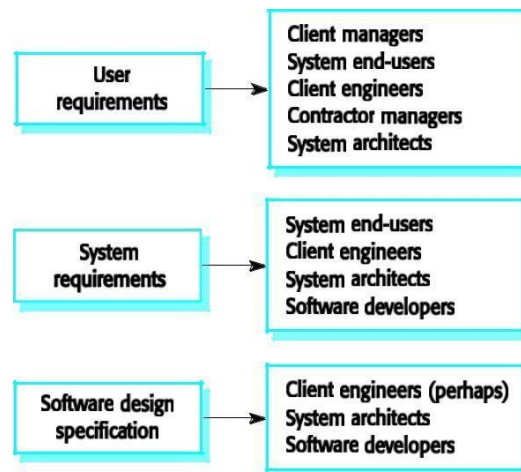 User
requirements
Client managers
System end-users
Client engineers
Contractor managers
System architects
System
requirements
System end-users
Client engineers
System architects
Software developers
Software design
specification
Client engineers (perhaps)
System architects
Software developers